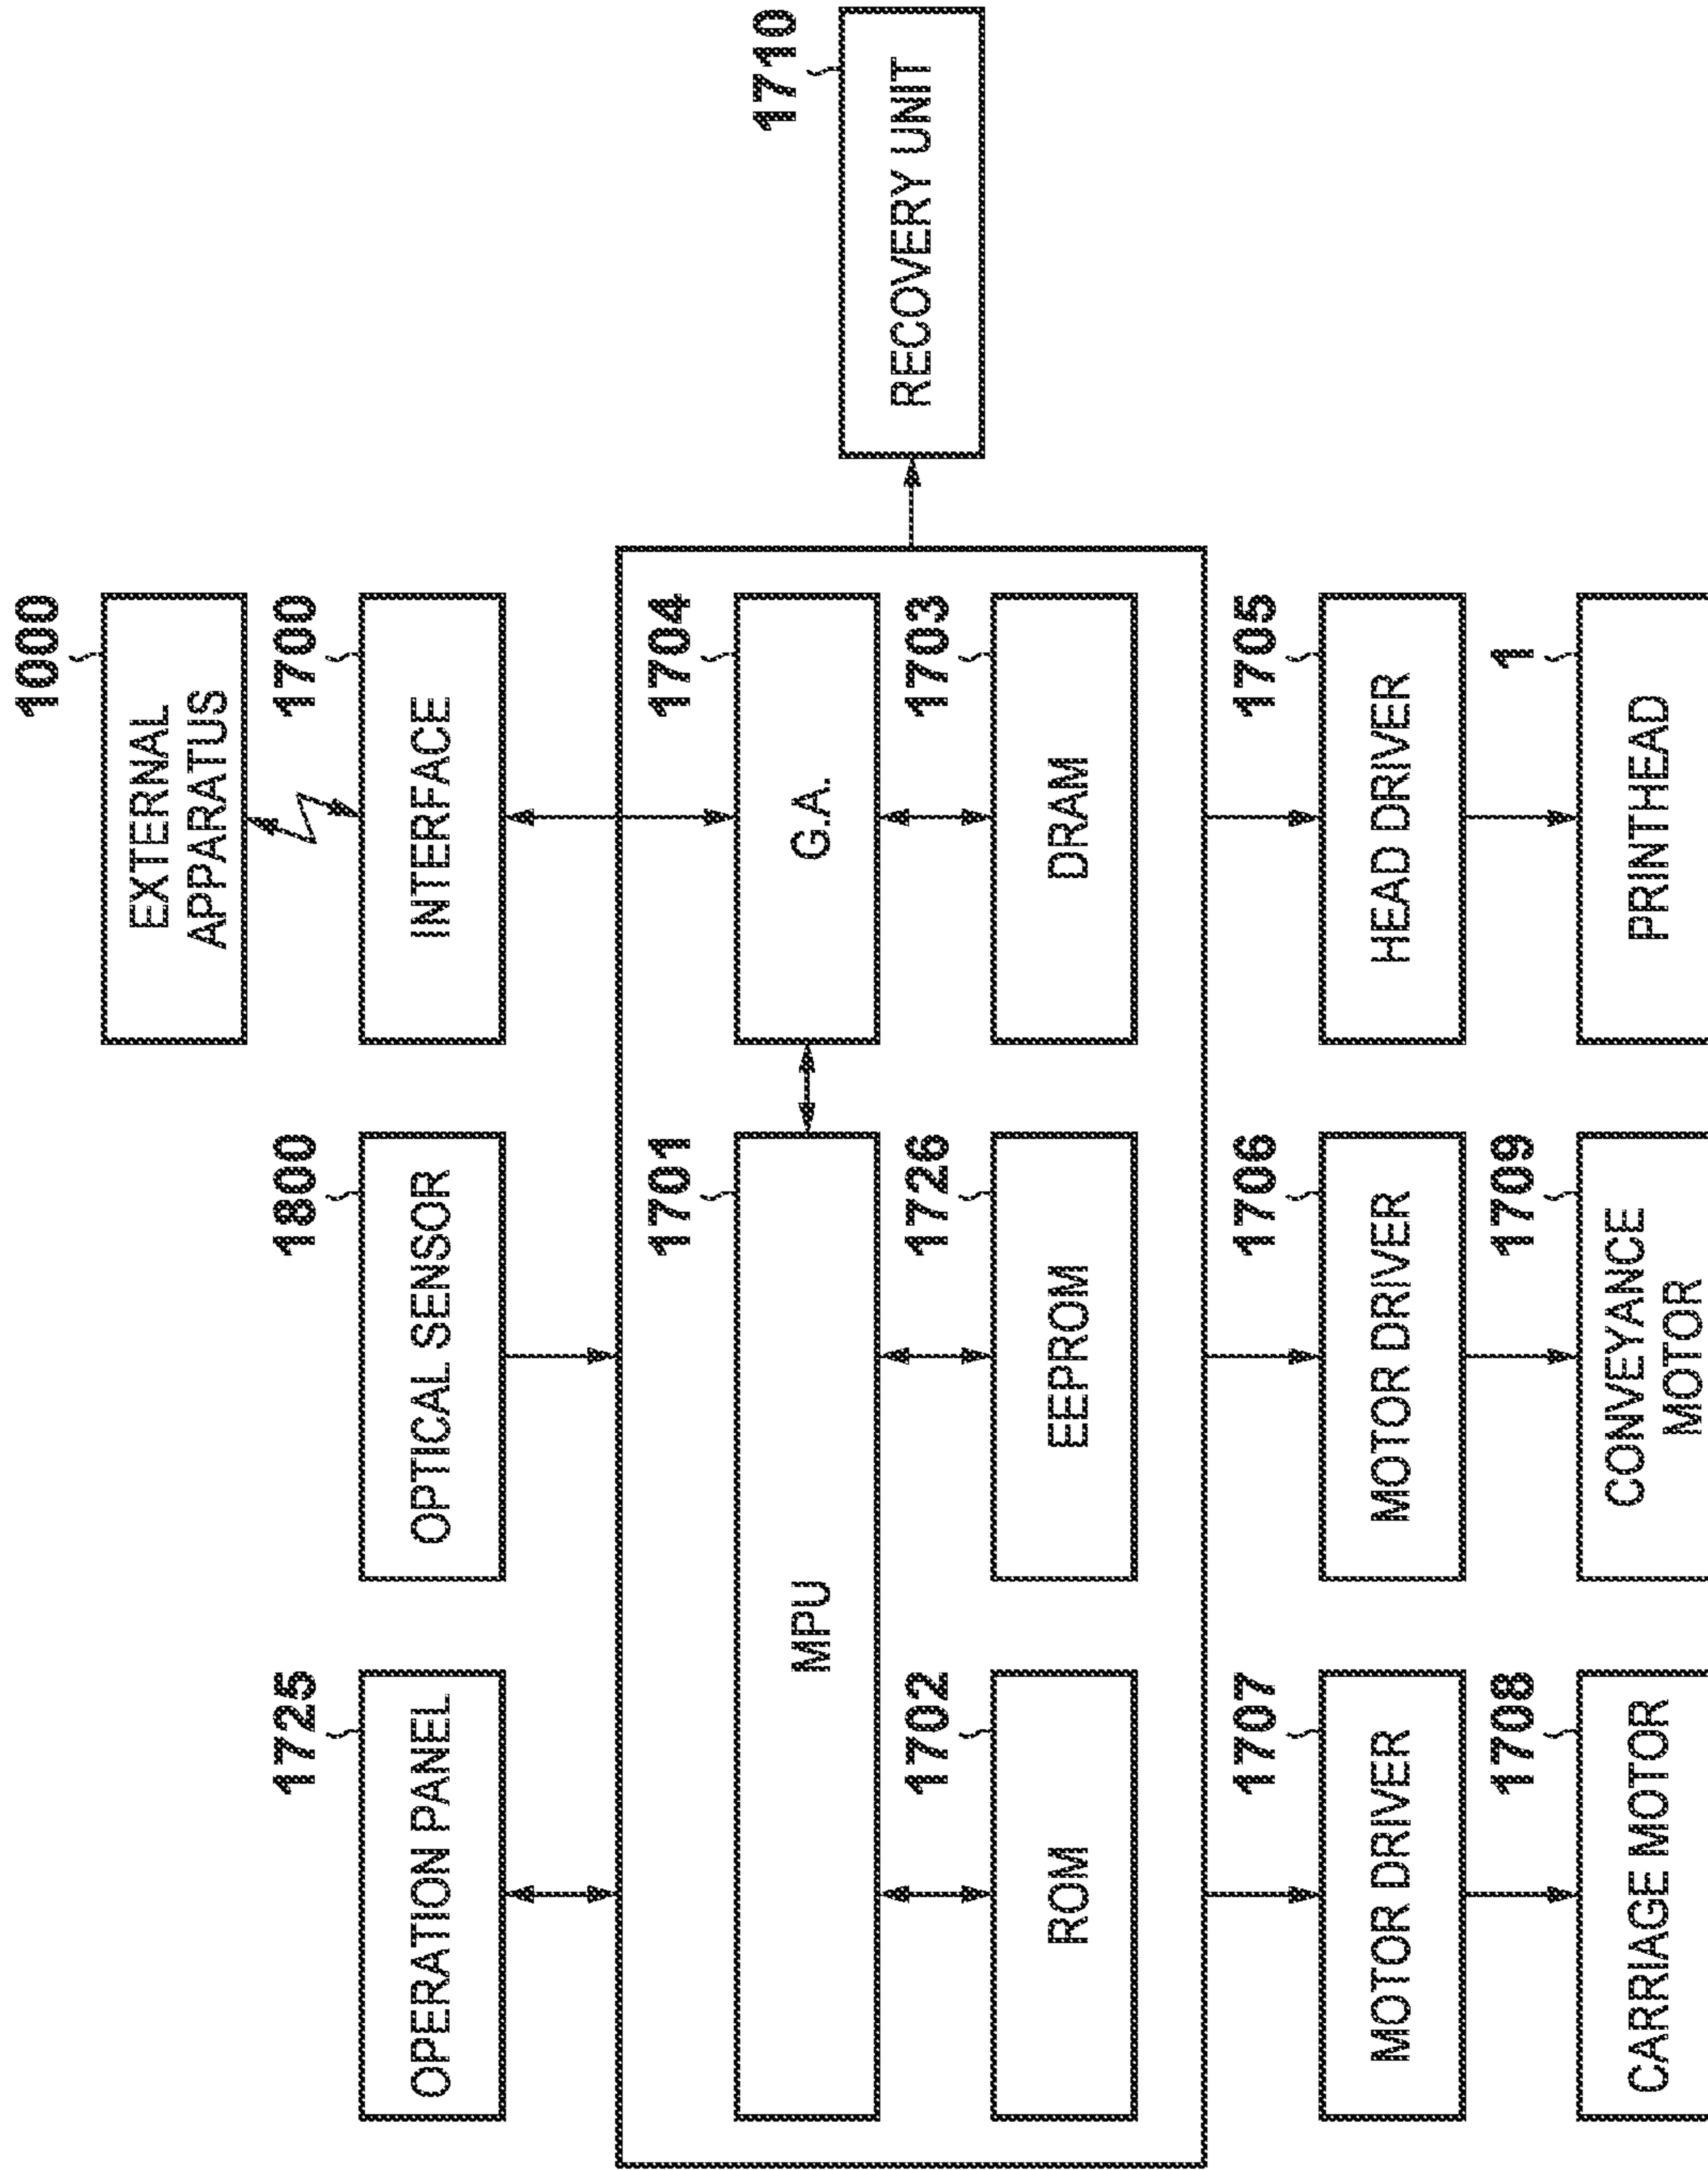 1000
EXTERNAL
APPARATUS
1725
1800
1700
OPERATION PANEL
OPTICAL SENSOR
INTERFACE
1701
1704
1710
MPU
G.A.
RECOVERY UNIT
1702
1726
1703
ROM
EEPROM
DRAM
1707
1706
1705
MOTOR DRIVER
MOTOR DRIVER
HEAD DRIVER
1708
1709
1
CARRIAGE MOTOR
CONVEYANCE
MOTOR
PRINTHEAD